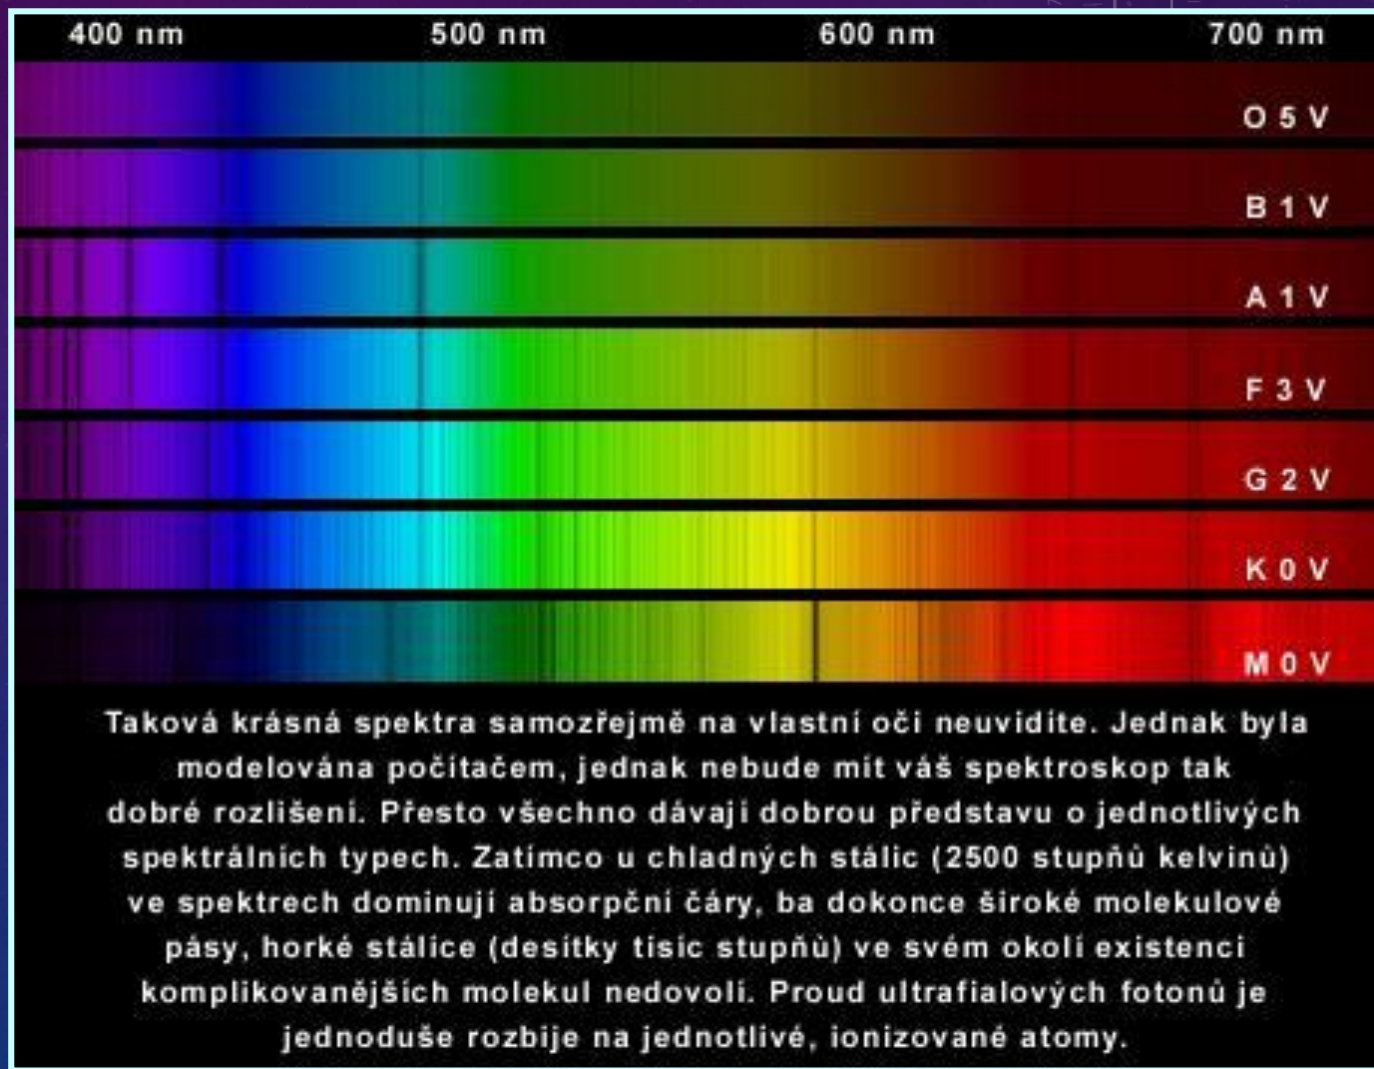 400 nm 500 nm 600 nm 700 nm
O 5 V
B 1 V
A 1 V
F 3 V
G 2 V
K 0 V
M 0 V
Taková krásná spektra samozřejmě na vlastní oči neuvidíte. Jednak byla
modelována počítačem, jednak nebude mít váš spektroskop tak
dobré rozlišení. Přesto všechno dávají dobrou představu o jednotlivých
spektrálních typech. Zatímco u chladných stálic (2500 stupňů kelvinů)
ve spektrech dominují absorpční čáry, ba dokonce široké molekulové
pásy, horké stálice (desítky tisíc stupňů) ve svém okolí existenci
komplikovanějších molekul nedovolí. Proud ultrafialových fotonů je
jednoduše rozbije na jednotlivé, ionizované atomy.